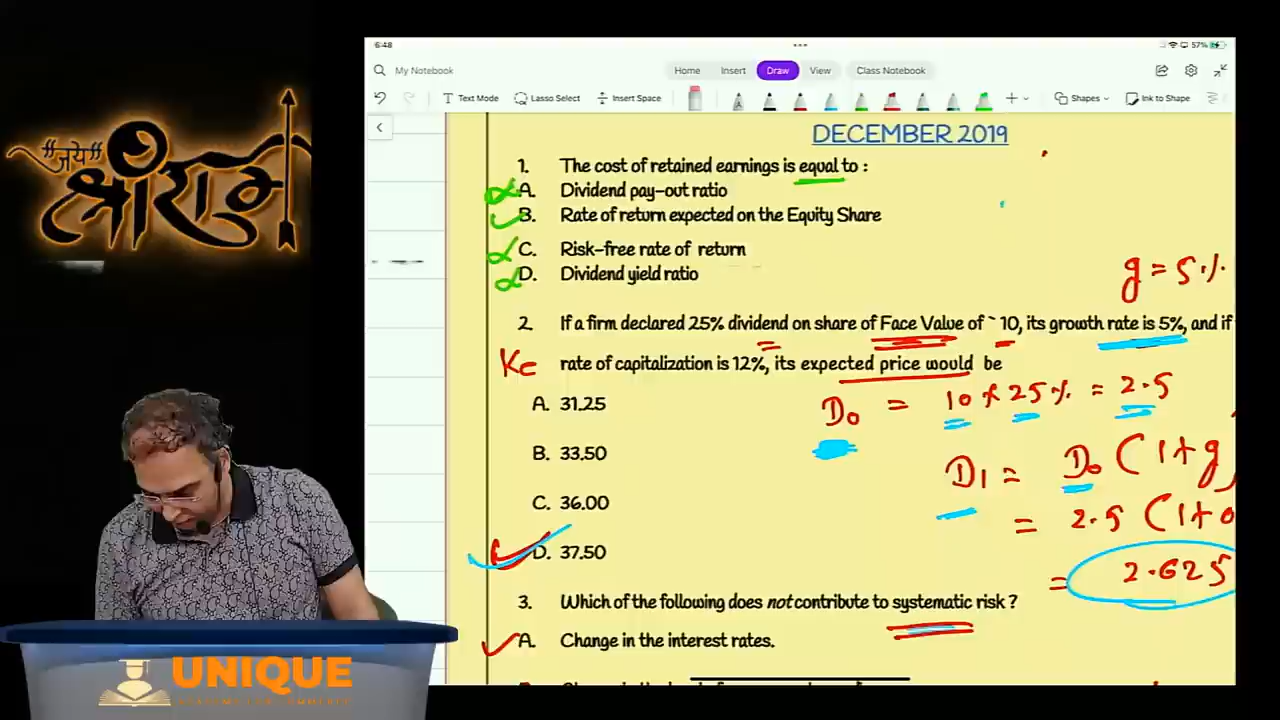 6:48
57%
My Notebook
Home Insert Draw View Class Notebook
Text Mode Lasso Select Insert Space Shapes Ink to Shape
"जय"
श्रीराम
DECEMBER 2019
1. The cost of retained earnings is equal to :
A. Dividend pay-out ratio
B. Rate of return expected on the Equity Share
C. Risk-free rate of return
D. Dividend yield ratio
g = 5%
2. If a firm declared 25% dividend on share of Face Value of ` 10, its growth rate is 5%, and if
Ke rate of capitalization is 12%, its expected price would be
A. 31.25
D₀ = 10 × 25% = 2.5
B. 33.50
D₁ = D₀ (1+g
C. 36.00
= 2.5 (1+0
D. 37.50
= 2.625
3. Which of the following does not contribute to systematic risk ?
A. Change in the interest rates.
UNIQUE